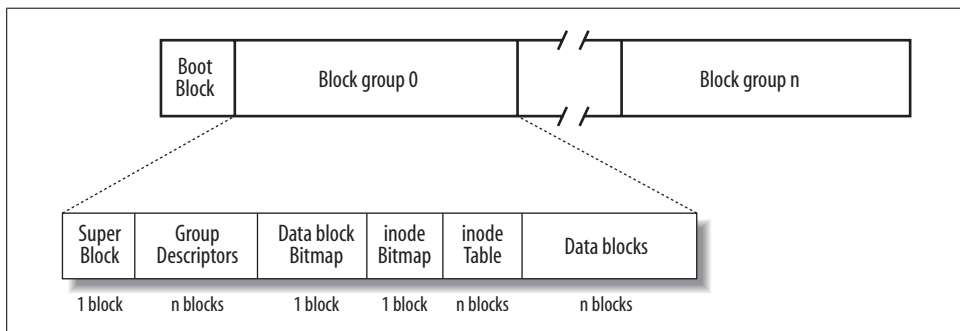 Boot
Block
Block group 0
Block group n
Super
Block
Group
Descriptors
Data block
Bitmap
inode
Bitmap
inode
Table
Data blocks
1 block
n blocks
1 block
1 block
n blocks
n blocks